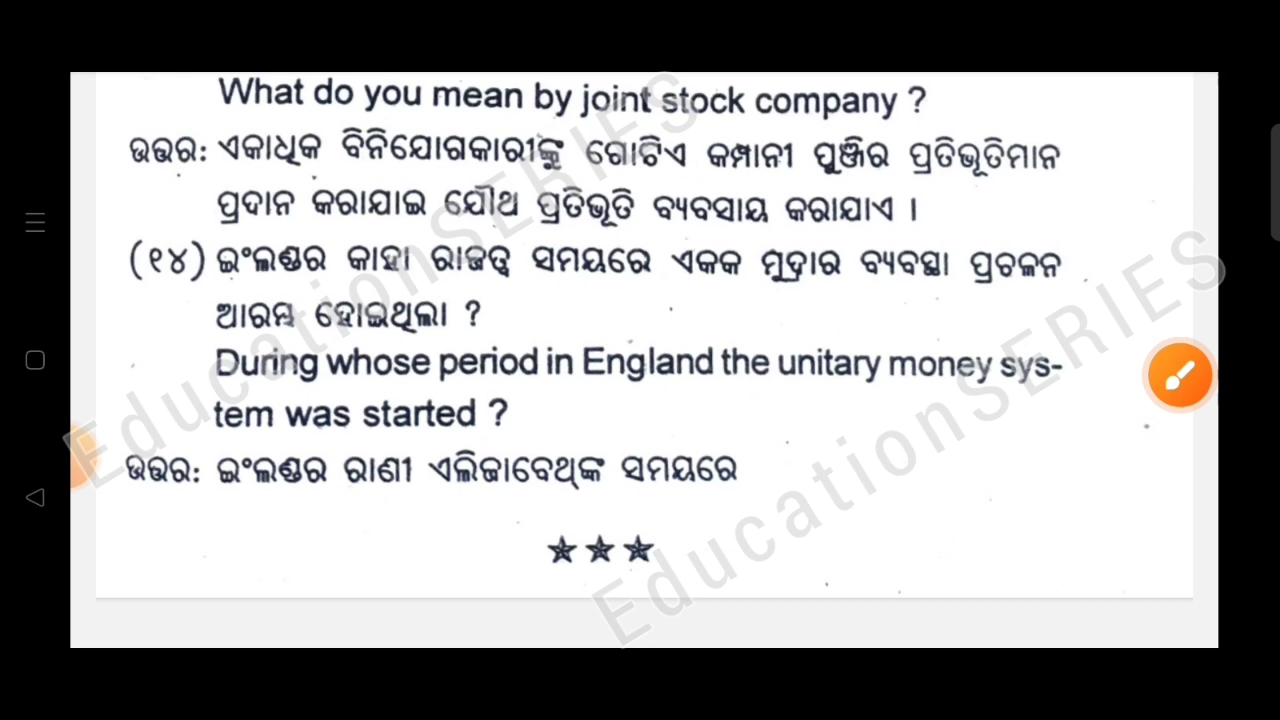 What do you mean by joint stock company ?
ଉତ୍ତର: ଏକାଧିକ ବିନିଯୋଗକାରୀଙ୍କୁ ଗୋଟିଏ କମ୍ପାନୀ ପୁଞ୍ଜିର ପ୍ରତିଭୂତିମାନ
ପ୍ରଦାନ କରାଯାଇ ଯୌଥ ପ୍ରତିଭୂତି ବ୍ୟବସାୟ କରାଯାଏ ।
(୧୪) ଇଂଲଣ୍ଡର କାହା ରାଜତ୍ୱ ସମୟରେ ଏକକ ମୁଦ୍ରାର ବ୍ୟବସ୍ଥା ପ୍ରଚଳନ
ଆରମ୍ଭ ହୋଇଥିଲା ?
During whose period in England the unitary money sys-
tem was started ?
ଉତ୍ତର: ଇଂଲଣ୍ଡର ରାଣୀ ଏଲିଜାବେଥ୍‌ଙ୍କ ସମୟରେ
EducationSERIES
EducationSERIES